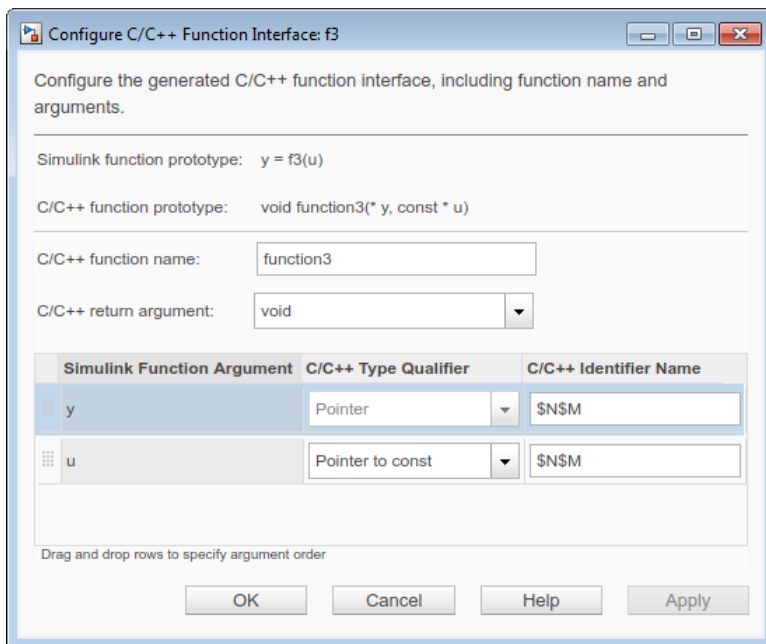 Configure C/C++ Function Interface: f3
Configure the generated C/C++ function interface, including function name and
arguments.
Simulink function prototype: y = f3(u)
C/C++ function prototype: void function3(* y, const * u)
C/C++ function name: function3
C/C++ return argument: void
Simulink Function Argument C/C++ Type Qualifier C/C++ Identifier Name
y Pointer $N$M
u Pointer to const $N$M
Drag and drop rows to specify argument order
OK Cancel Help Apply